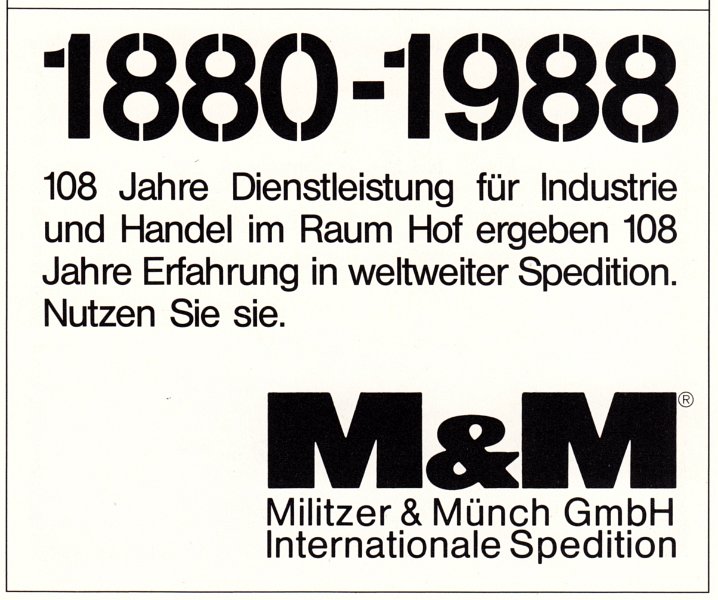 1880-1988
108 Jahre Dienstleistung für Industrie
und Handel im Raum Hof ergeben 108
Jahre Erfahrung in weltweiter Spedition.
Nutzen Sie sie.
M&M®
Militzer & Münch GmbH
Internationale Spedition